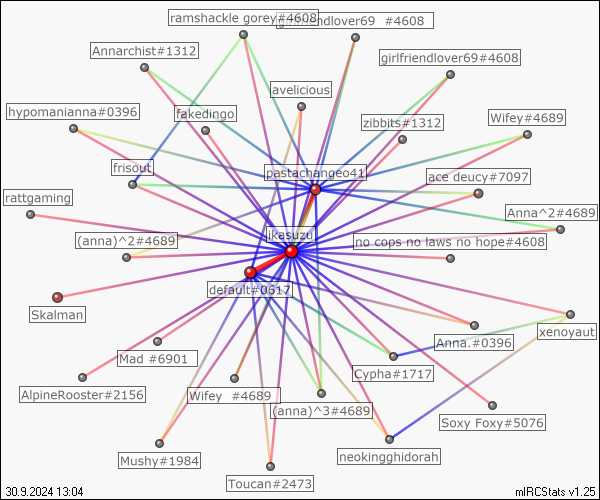 ramshackle gorey#4608
girlfriendlover69 #4608
Annarchist#1312
girlfriendlover69#4608
avelicious
hypomanianna#0396
fakedingo
zibbits#1312
Wifey#4689
frisout
pastachangeo41
ace deucy#7097
rattgaming
Anna^2#4689
(anna)^2#4689
ikesuzu
no cops no laws no hope#4608
default#0617
Skalman
Anna.#0396
xenoyaut
Mad #6901
Cypha#1717
AlpineRooster#2156
Wifey #4689
(anna)^3#4689
Soxy Foxy#5076
Mushy#1984
neokingghidorah
Toucan#2473
30.9.2024 13:04
mIRCStats v1.25